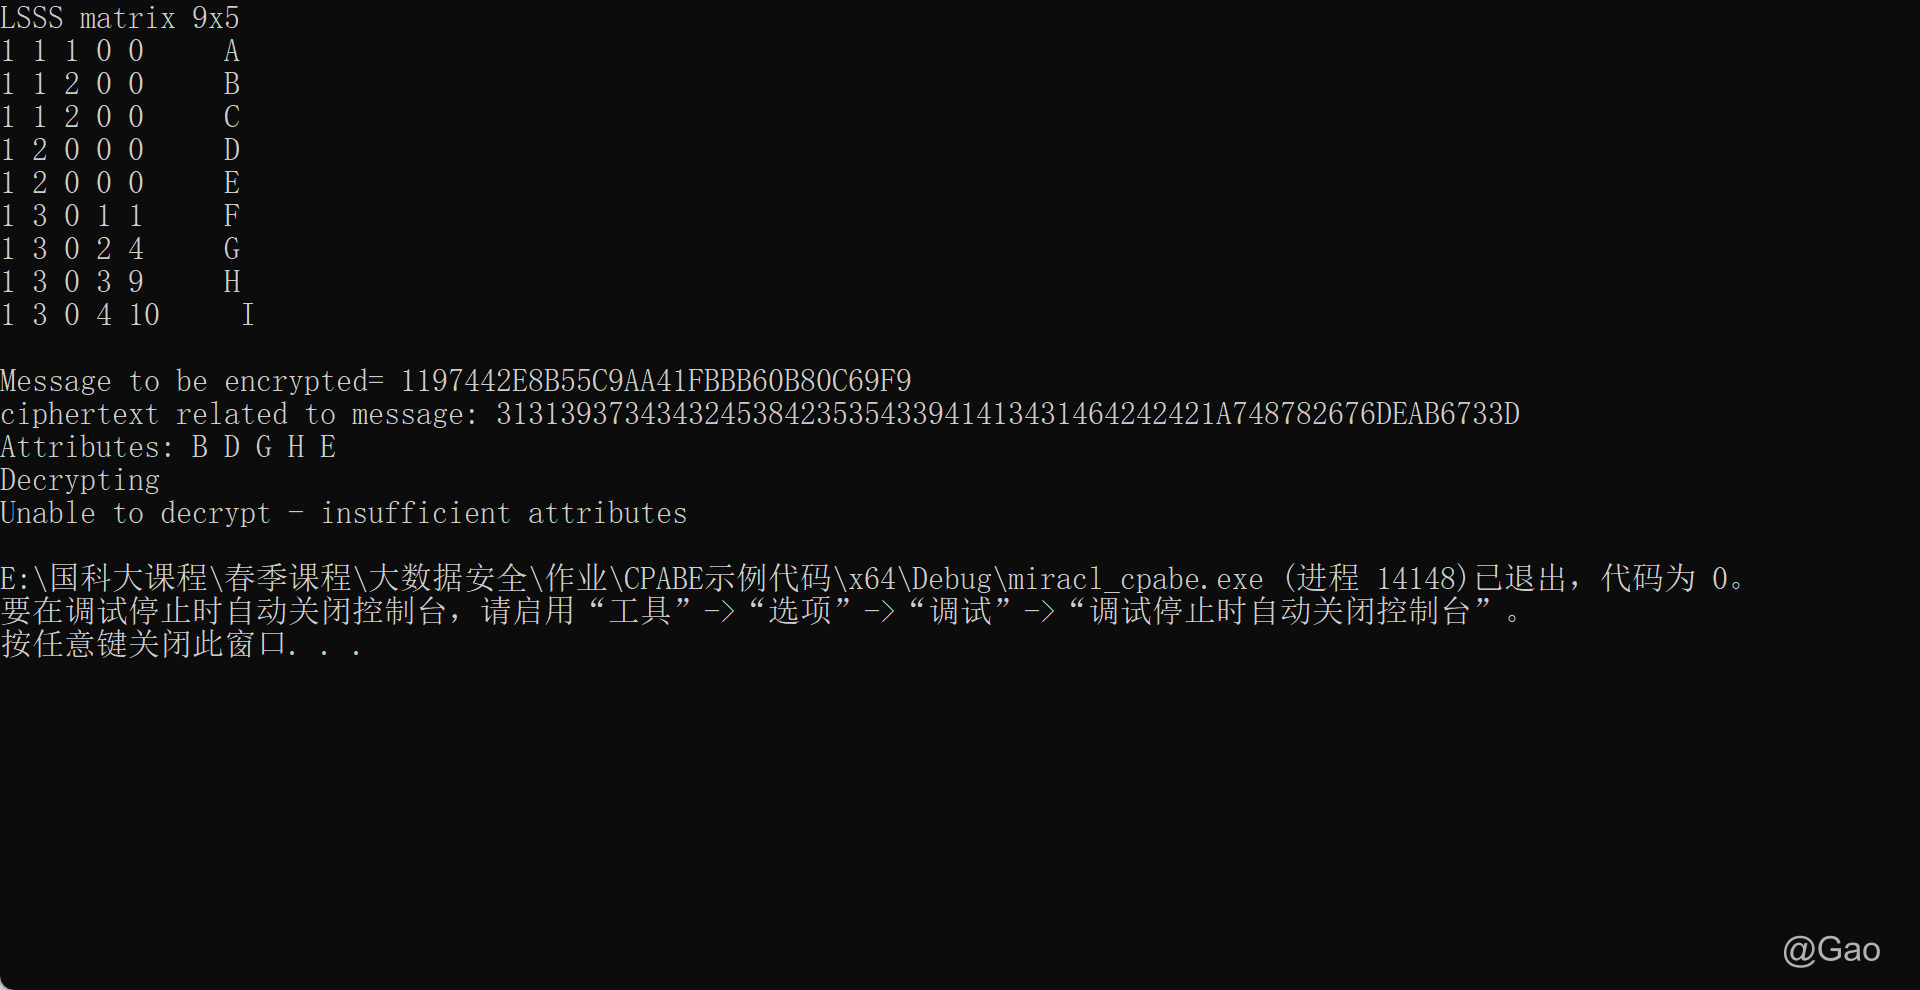 LSSS matrix 9x5
1 1 1 0 0     A
1 1 2 0 0     B
1 1 2 0 0     C
1 2 0 0 0     D
1 2 0 0 0     E
1 3 0 1 1     F
1 3 0 2 4     G
1 3 0 3 9     H
1 3 0 4 10     I
Message to be encrypted= 1197442E8B55C9AA41FBBB60B80C69F9
ciphertext related to message: 31313937343432453842353543394141343146424242​1A748782676DEAB6733D
Attributes: B D G H E
Decrypting
Unable to decrypt - insufficient attributes
E:\国科大课程\春季课程\大数据安全\作业\CPABE示例代码\x64\Debug\miracl_cpabe.exe (进程 14148)已退出，代码为 0。
要在调试停止时自动关闭控制台，请启用“工具”->“选项”->“调试”->“调试停止时自动关闭控制台”。
按任意键关闭此窗口. . .
@Gao